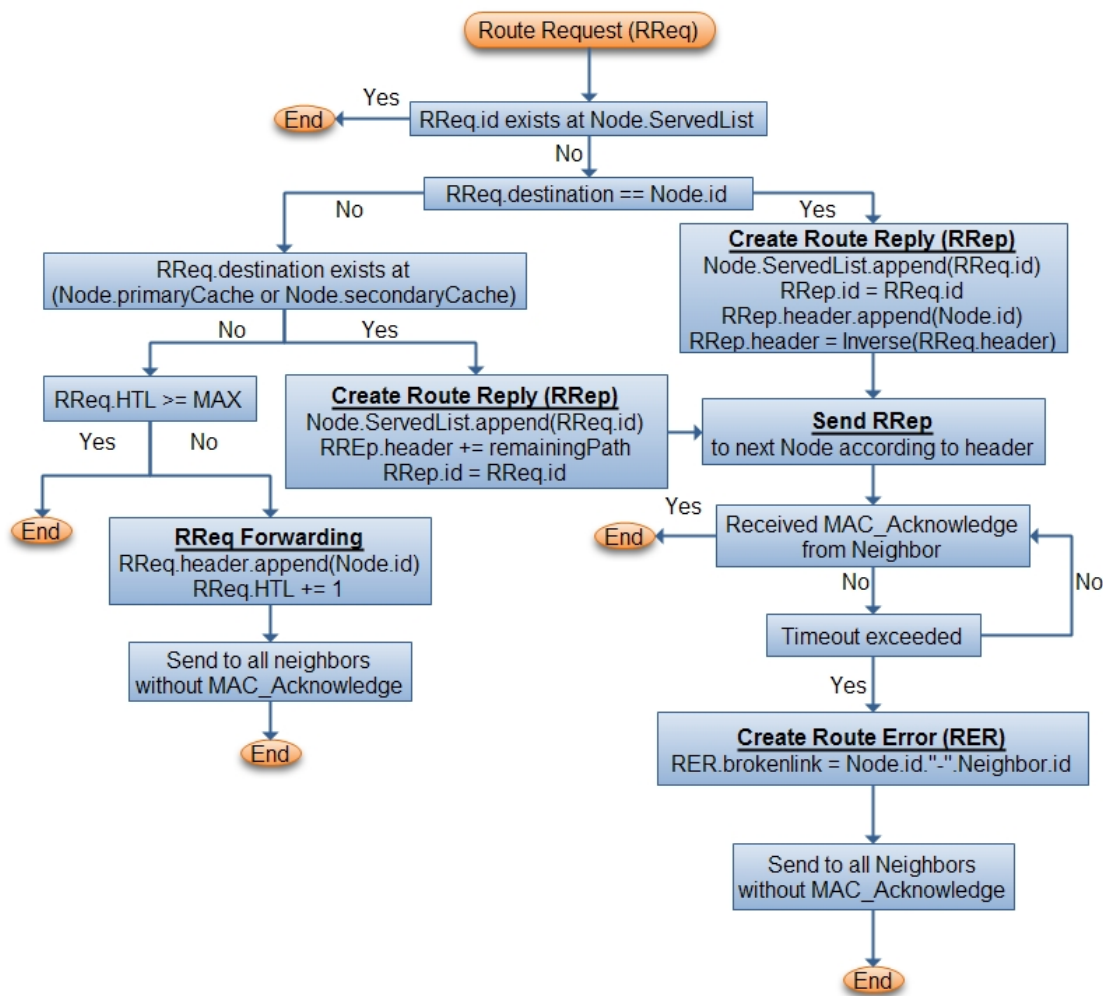 Route Request (RReq)
Yes
End
RReq.id exists at Node.ServedList
No
RReq.destination == Node.id
No
Yes
RReq.destination exists at
(Node.primaryCache or Node.secondaryCache)
Create Route Reply (RRep)
Node.ServedList.append(RReq.id)
RRep.id = RReq.id
RRep.header.append(Node.id)
RRep.header = Inverse(RReq.header)
No
Yes
RReq.HTL >= MAX
Create Route Reply (RRep)
Node.ServedList.append(RReq.id)
RREp.header += remainingPath
RRep.id = RReq.id
Send RRep
to next Node according to header
Yes
No
End
RReq Forwarding
RReq.header.append(Node.id)
RReq.HTL += 1
Send to all neighbors
without MAC_Acknowledge
End
Yes
End
Received MAC_Acknowledge
from Neighbor
No
No
Timeout exceeded
Yes
Create Route Error (RER)
RER.brokenlink = Node.id."-".Neighbor.id
Send to all Neighbors
without MAC_Acknowledge
End